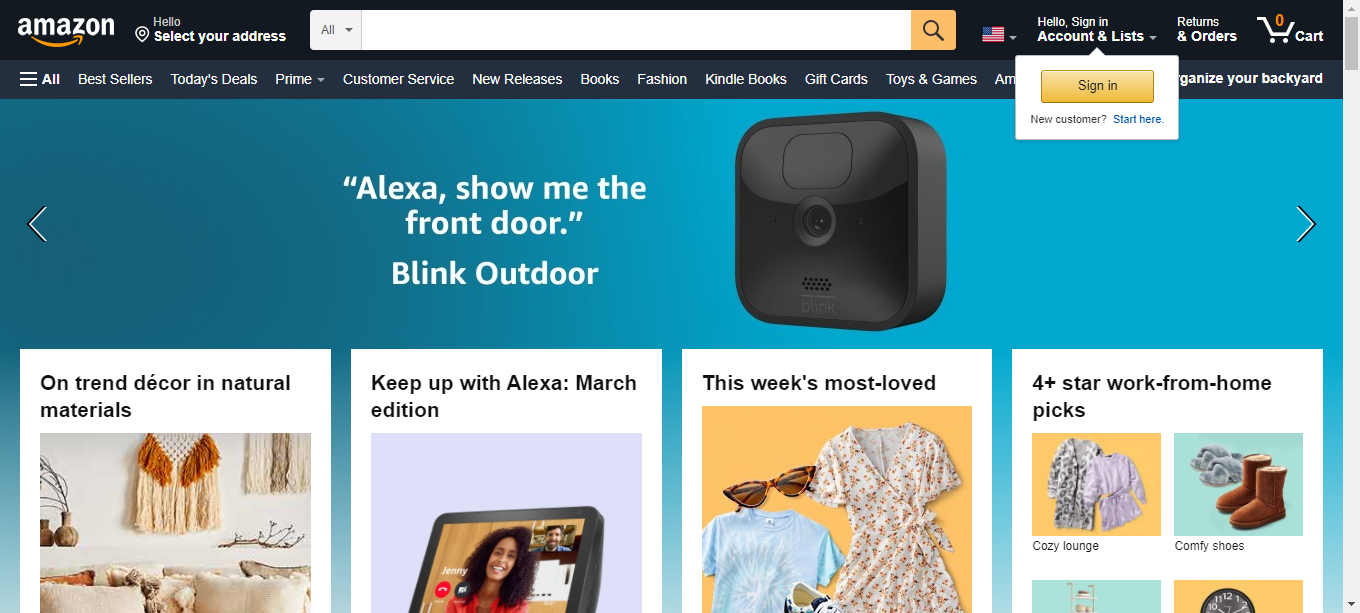 amazon
Hello
Select your address
All
Hello, Sign in
Account & Lists
Returns
& Orders
0
Cart
All
Best Sellers
Today's Deals
Prime
Customer Service
New Releases
Books
Fashion
Kindle Books
Gift Cards
Toys & Games
Am
rganize your backyard
Sign in
New customer? Start here.
“Alexa, show me the
front door.”
Blink Outdoor
blink
On trend décor in natural
materials
Keep up with Alexa: March
edition
This week's most-loved
4+ star work-from-home
picks
Jenny
Cozy lounge
Comfy shoes
11 12 1